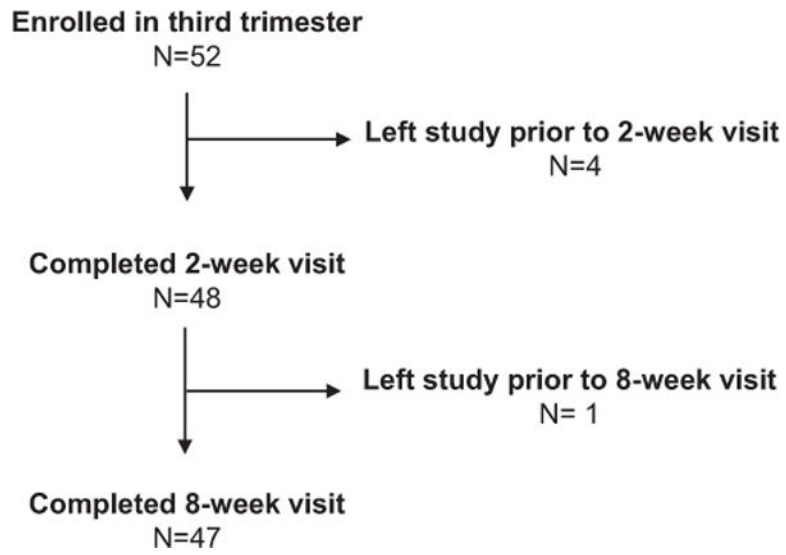 Enrolled in third trimester
N=52
Left study prior to 2-week visit
N=4
Completed 2-week visit
N=48
Left study prior to 8-week visit
N= 1
Completed 8-week visit
N=47